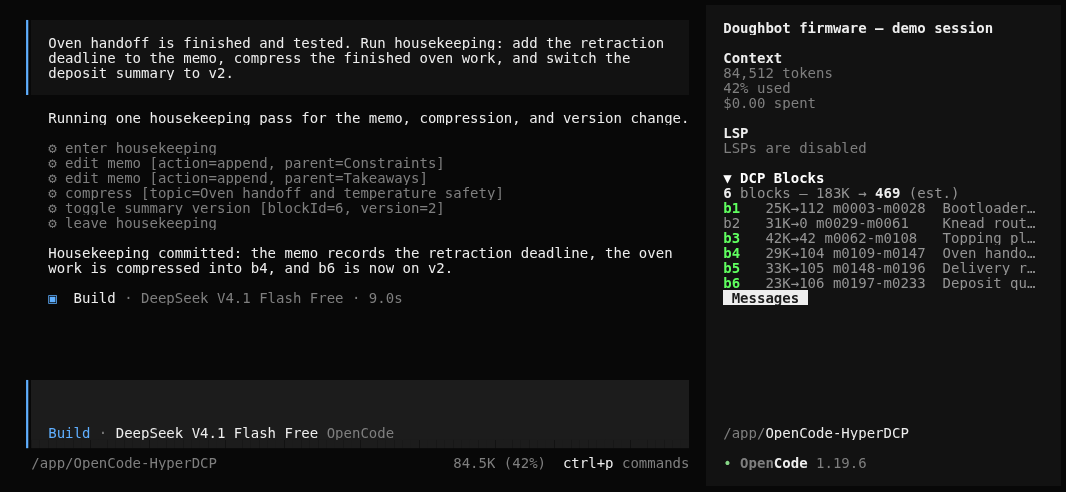 Oven handoff is finished and tested. Run housekeeping: add the retraction
deadline to the memo, compress the finished oven work, and switch the
deposit summary to v2.
Running one housekeeping pass for the memo, compression, and version change.
⚙ enter housekeeping
⚙ edit memo [action=append, parent=Constraints]
⚙ edit memo [action=append, parent=Takeaways]
⚙ compress [topic=Oven handoff and temperature safety]
⚙ toggle summary version [blockId=6, version=2]
⚙ leave housekeeping
Housekeeping committed: the memo records the retraction deadline, the oven
work is compressed into b4, and b6 is now on v2.
▣ Build · DeepSeek V4.1 Flash Free · 9.0s
Build · DeepSeek V4.1 Flash Free OpenCode
/app/OpenCode-HyperDCP 84.5K (42%) ctrl+p commands
Doughbot firmware — demo session
Context
84,512 tokens
42% used
$0.00 spent
LSP
LSPs are disabled
▼ DCP Blocks
6 blocks — 183K → 469 (est.)
b1 25K→112 m0003-m0028 Bootloader…
b2 31K→0 m0029-m0061 Knead rout…
b3 42K→42 m0062-m0108 Topping pl…
b4 29K→104 m0109-m0147 Oven hando…
b5 33K→105 m0148-m0196 Delivery r…
b6 23K→106 m0197-m0233 Deposit qu…
Messages
/app/OpenCode-HyperDCP
• OpenCode 1.19.6